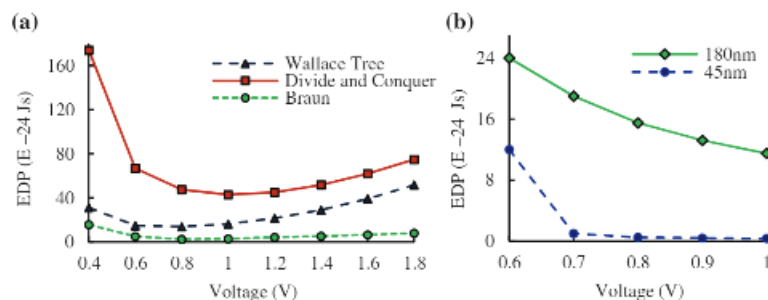 (a)
EDP (E −24 Js)
160
120
80
40
0
Wallace Tree
Divide and Conquer
Braun
0.4 0.6 0.8 1 1.2 1.4 1.6 1.8
Voltage (V)
(b)
EDP (E −24 Js)
24
16
8
0
180nm
45nm
0.6 0.7 0.8 0.9 1
Voltage (V)